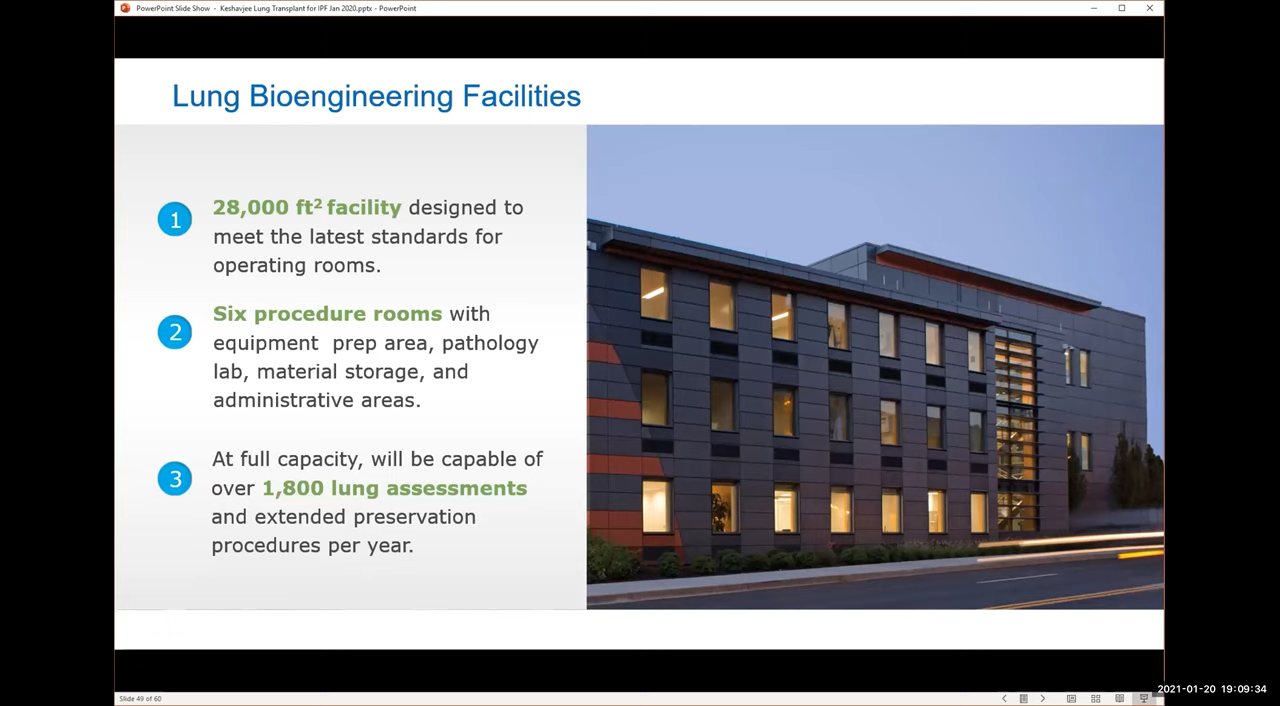 PowerPoint Slide Show - Keshavjee Lung Transplant for IPF Jan 2020.pptx - PowerPoint
Lung Bioengineering Facilities
1
28,000 ft² facility designed to
meet the latest standards for
operating rooms.
2
Six procedure rooms with
equipment prep area, pathology
lab, material storage, and
administrative areas.
3
At full capacity, will be capable of
over 1,800 lung assessments
and extended preservation
procedures per year.
Slide 49 of 60
2021-01-20 19:09:34